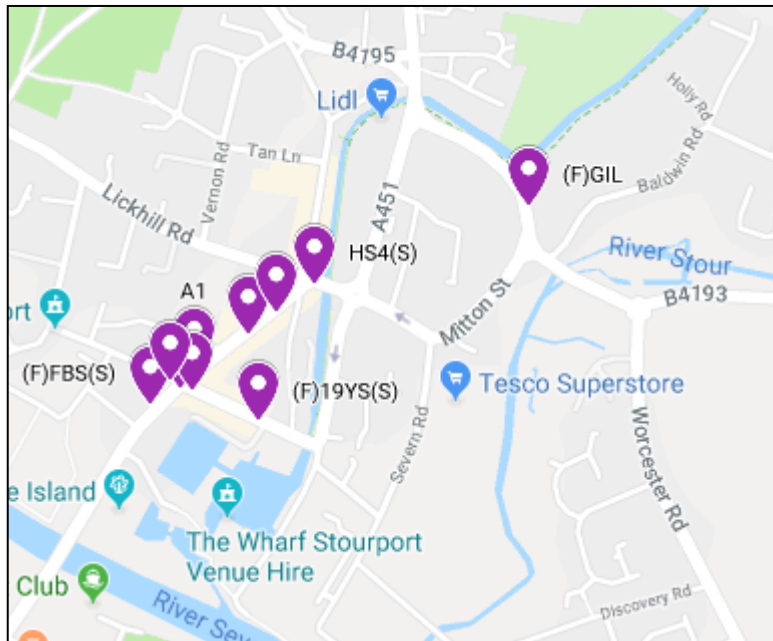 B4195
Lidl
Holly Rd
Tan Ln
Vernon Rd
Baldwin Rd
(F)GIL
Lickhill Rd
A451
HS4(S)
River Stour
A1
Mitton St
B4193
ort
(F)FBS(S)
(F)19YS(S)
Tesco Superstore
Severn Rd
Worcester Rd
e Island
The Wharf Stourport
Venue Hire
Club
River Sev
Discovery Rd